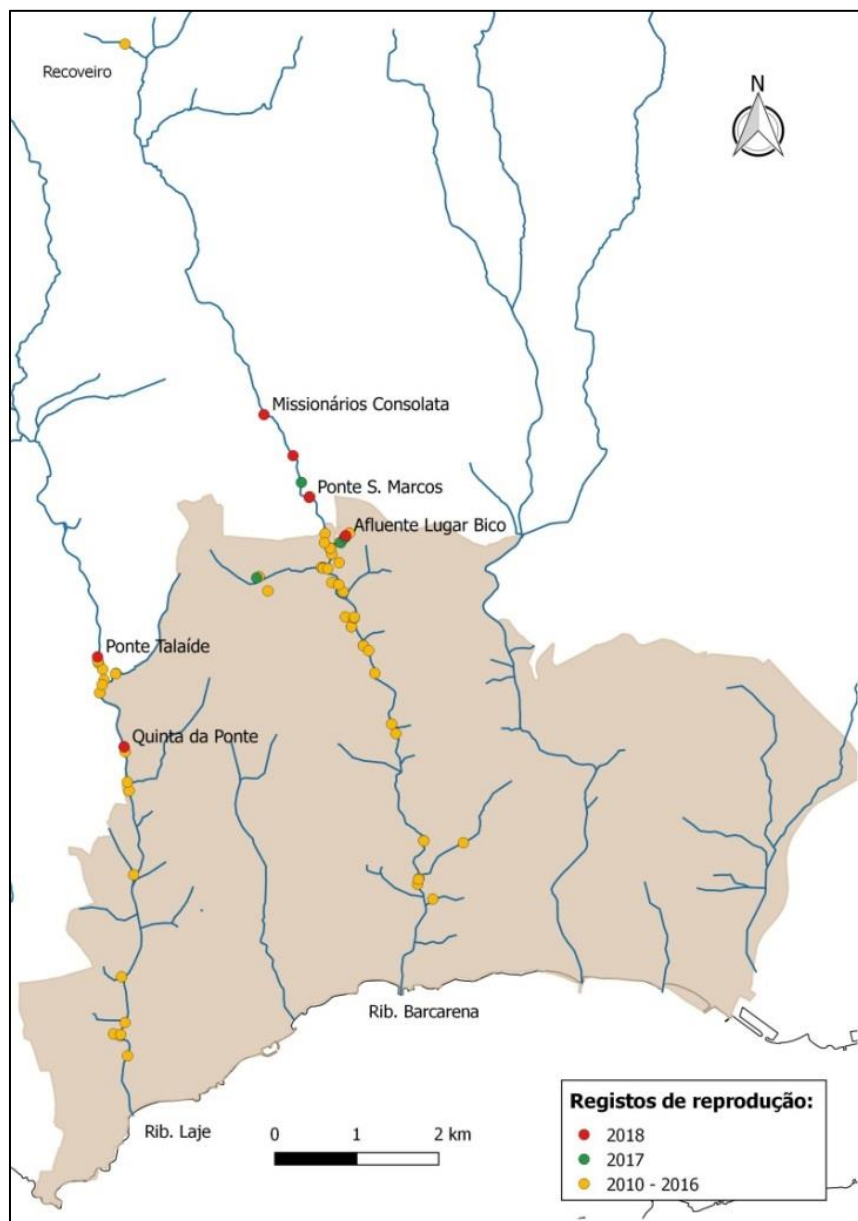 Recoveiro
N
Missionários Consolata
Ponte S. Marcos
Afluente Lugar Bico
Ponte Talaíde
Quinta da Ponte
Rib. Barcarena
Rib. Laje
0 1 2 km
Registos de reprodução:
2018
2017
2010 - 2016